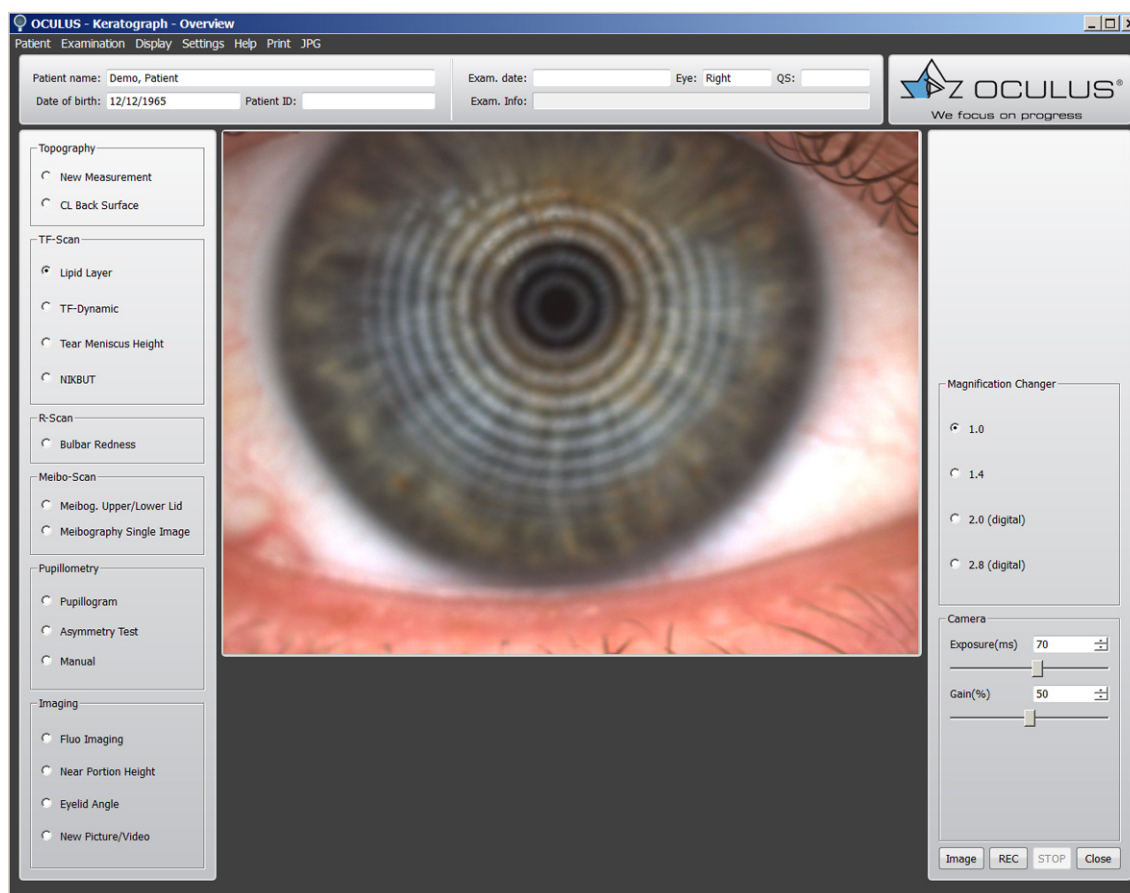 OCULUS - Keratograph - Overview
Patient Examination Display Settings Help Print JPG
Patient name: Demo, Patient
Date of birth: 12/12/1965 Patient ID:
Exam. date: Eye: Right QS:
Exam. Info:
OCULUS®
We focus on progress
Topography
New Measurement
CL Back Surface
TF-Scan
Lipid Layer
TF-Dynamic
Tear Meniscus Height
NIKBUT
R-Scan
Bulbar Redness
Meibo-Scan
Meibog. Upper/Lower Lid
Meibography Single Image
Pupillometry
Pupillogram
Asymmetry Test
Manual
Imaging
Fluo Imaging
Near Portion Height
Eyelid Angle
New Picture/Video
Magnification Changer
1.0
1.4
2.0 (digital)
2.8 (digital)
Camera
Exposure(ms) 70
Gain(%) 50
Image REC STOP Close